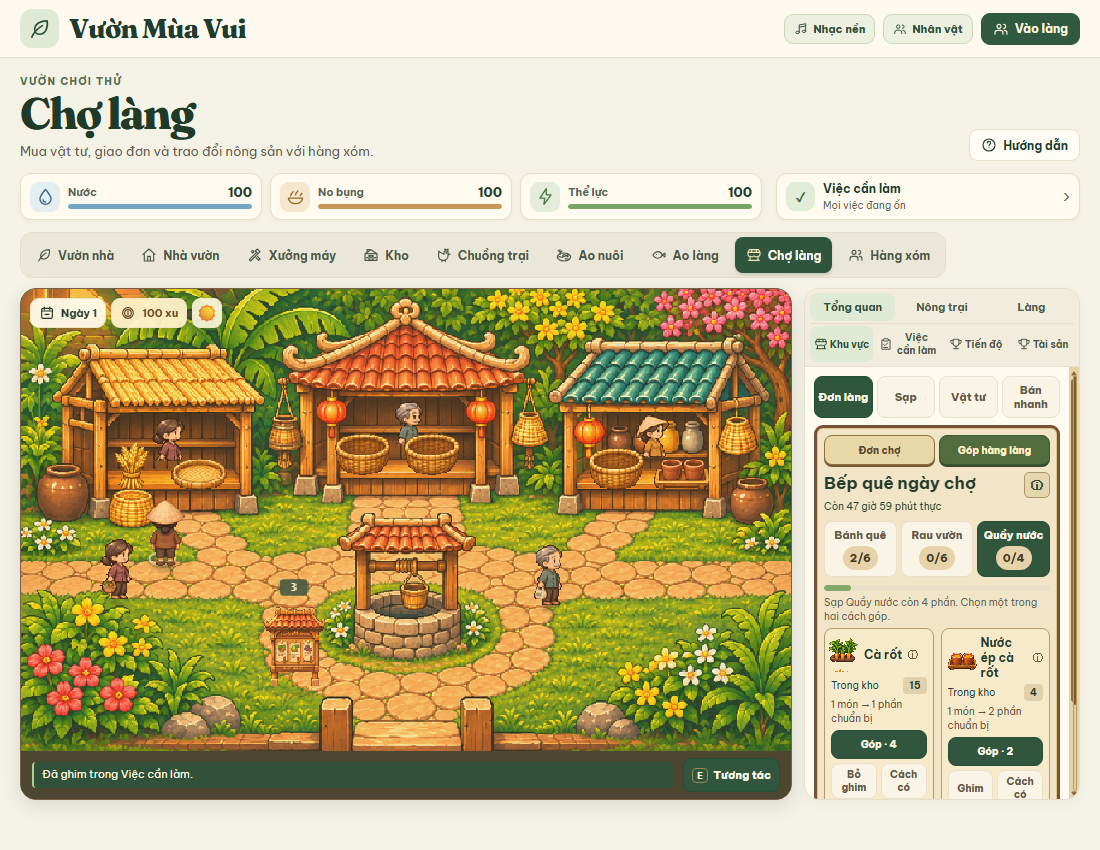 Vườn Mùa Vui
Nhạc nền
Nhân vật
Vào làng
VƯỜN CHƠI THỬ
Chợ làng
Mua vật tư, giao đơn và trao đổi nông sản với hàng xóm.
Hướng dẫn
Nước 100
No bụng 100
Thể lực 100
Việc cần làm
Mọi việc đang ổn
Vườn nhà
Nhà vườn
Xưởng máy
Kho
Chuồng trại
Ao nuôi
Ao làng
Chợ làng
Hàng xóm
Ngày 1
100 xu
3
Đã ghim trong Việc cần làm.
E Tương tác
Tổng quan
Nông trại
Làng
Khu vực
Việc
cần làm
Tiến độ
Tài sản
Đơn làng
Sạp
Vật tư
Bán
nhanh
Đơn chợ
Góp hàng làng
Bếp quê ngày chợ
Còn 47 giờ 59 phút thực
Bánh quê
2/6
Rau vườn
0/6
Quầy nước
0/4
Sạp Quầy nước còn 4 phần. Chọn một trong
hai cách góp.
Cà rốt
Trong kho 15
1 món → 1 phần
chuẩn bị
Góp · 4
Bỏ
ghim
Cách
có
Nước
ép cà
rốt
Trong kho 4
1 món → 2 phần
chuẩn bị
Góp · 2
Ghim
Cách
có